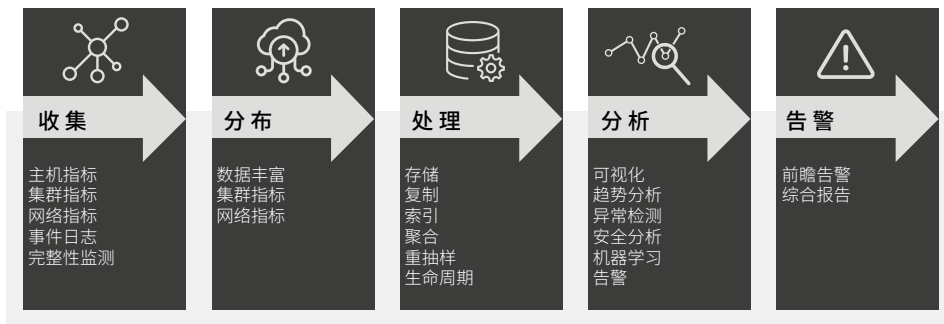 收集
主机指标
集群指标
网络指标
事件日志
完整性监测
分布
数据丰富
集群指标
网络指标
处理
存储
复制
索引
聚合
重抽样
生命周期
分析
可视化
趋势分析
异常检测
安全分析
机器学习
告警
告警
前瞻告警
综合报告